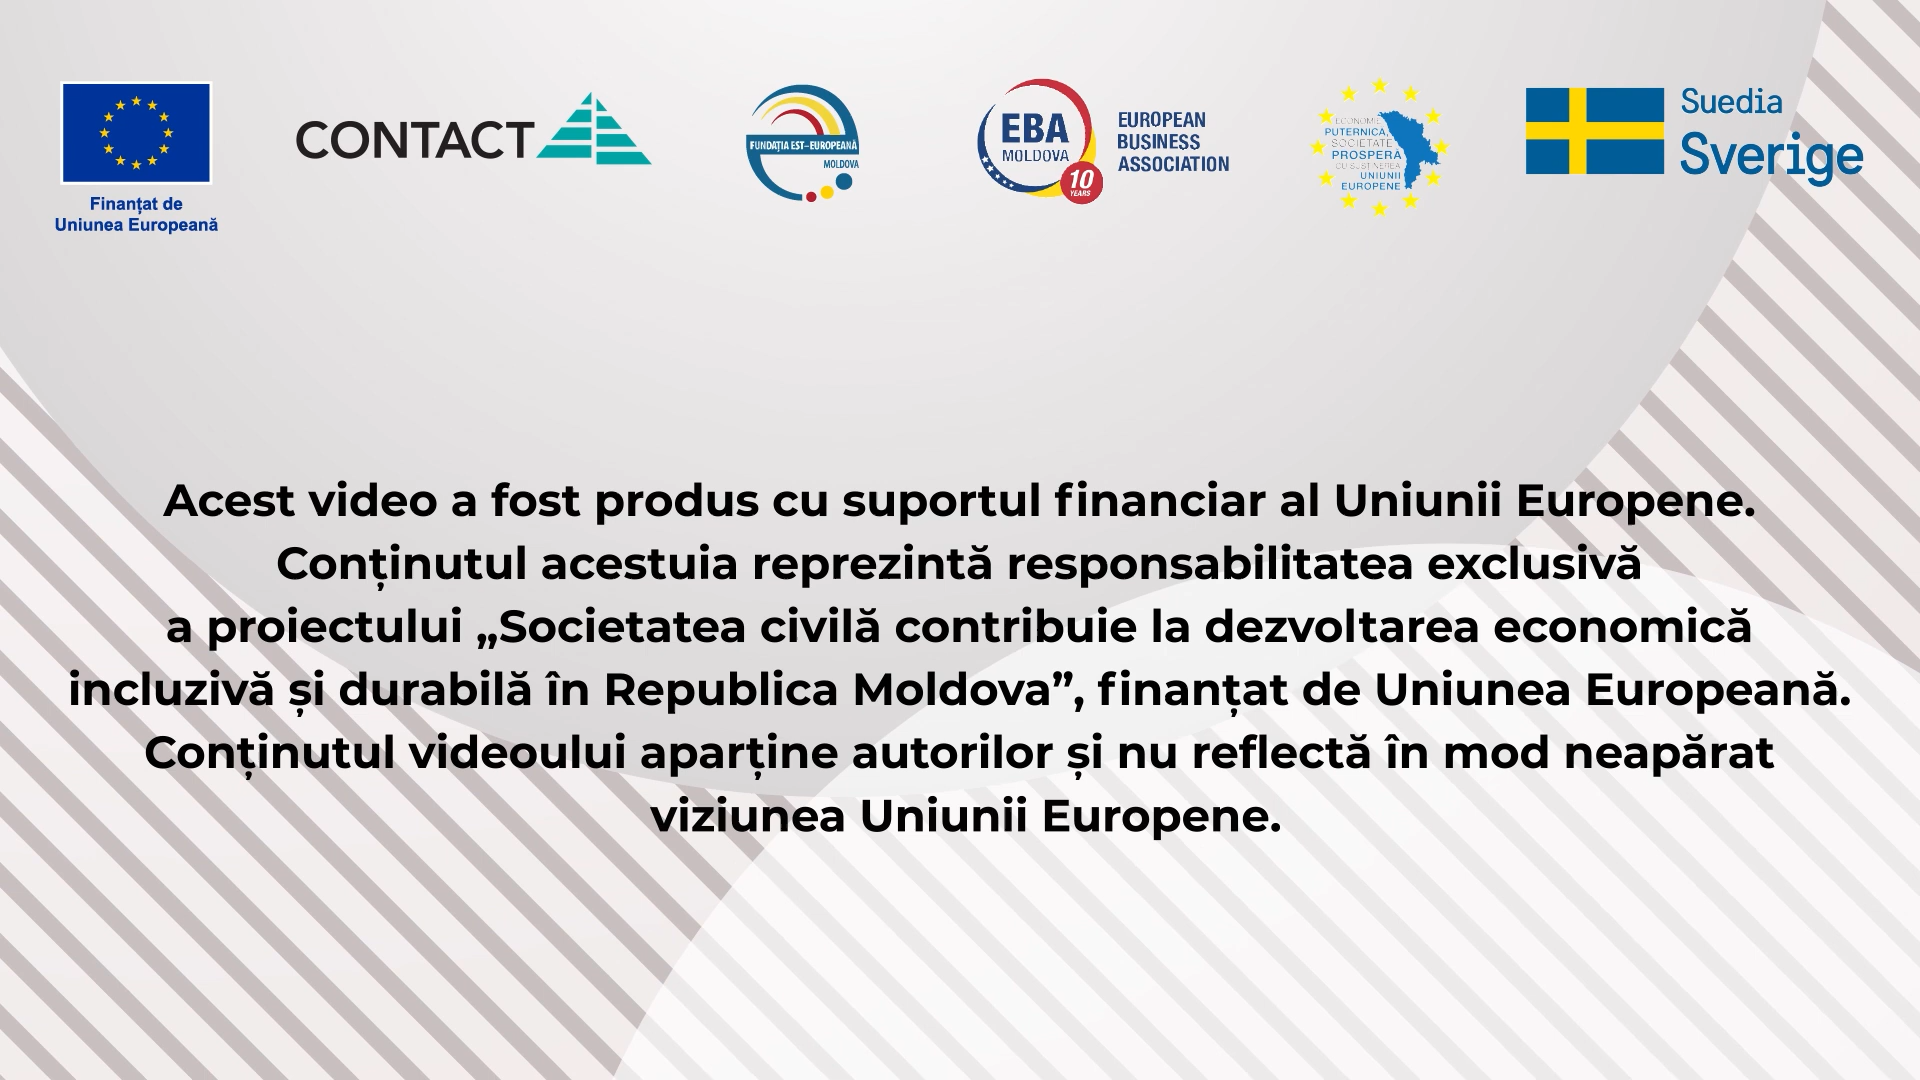 Finanțat de
Uniunea Europeană
CONTACT
FUNDAȚIA EST-EUROPEANĂ
MOLDOVA
EBA
MOLDOVA
10
YEARS
EUROPEAN
BUSINESS
ASSOCIATION
ECONOMIE
PUTERNICĂ,
SOCIETATE
PROSPERĂ
CU SUSȚINEREA
UNIUNII
EUROPENE
Suedia
Sverige
Acest video a fost produs cu suportul financiar al Uniunii Europene.
Conținutul acestuia reprezintă responsabilitatea exclusivă
a proiectului „Societatea civilă contribuie la dezvoltarea economică
incluzivă și durabilă în Republica Moldova”, finanțat de Uniunea Europeană.
Conținutul videoului aparține autorilor și nu reflectă în mod neapărat
viziunea Uniunii Europene.